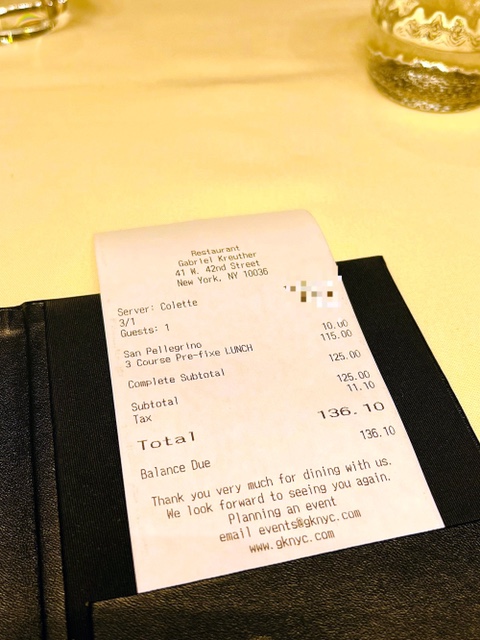 Restaurant
Gabriel Kreuther
41 W. 42nd Street
New York, NY 10036
Server: Colette
3/1
Guests: 1
San Pellegrino 10.00
3 Course Pre-fixe LUNCH 115.00
Complete Subtotal 125.00
Subtotal 125.00
Tax 11.10
Total 136.10
Balance Due 136.10
Thank you very much for dining with us.
We look forward to seeing you again.
Planning an event
email events@gknyc.com
www.gknyc.com